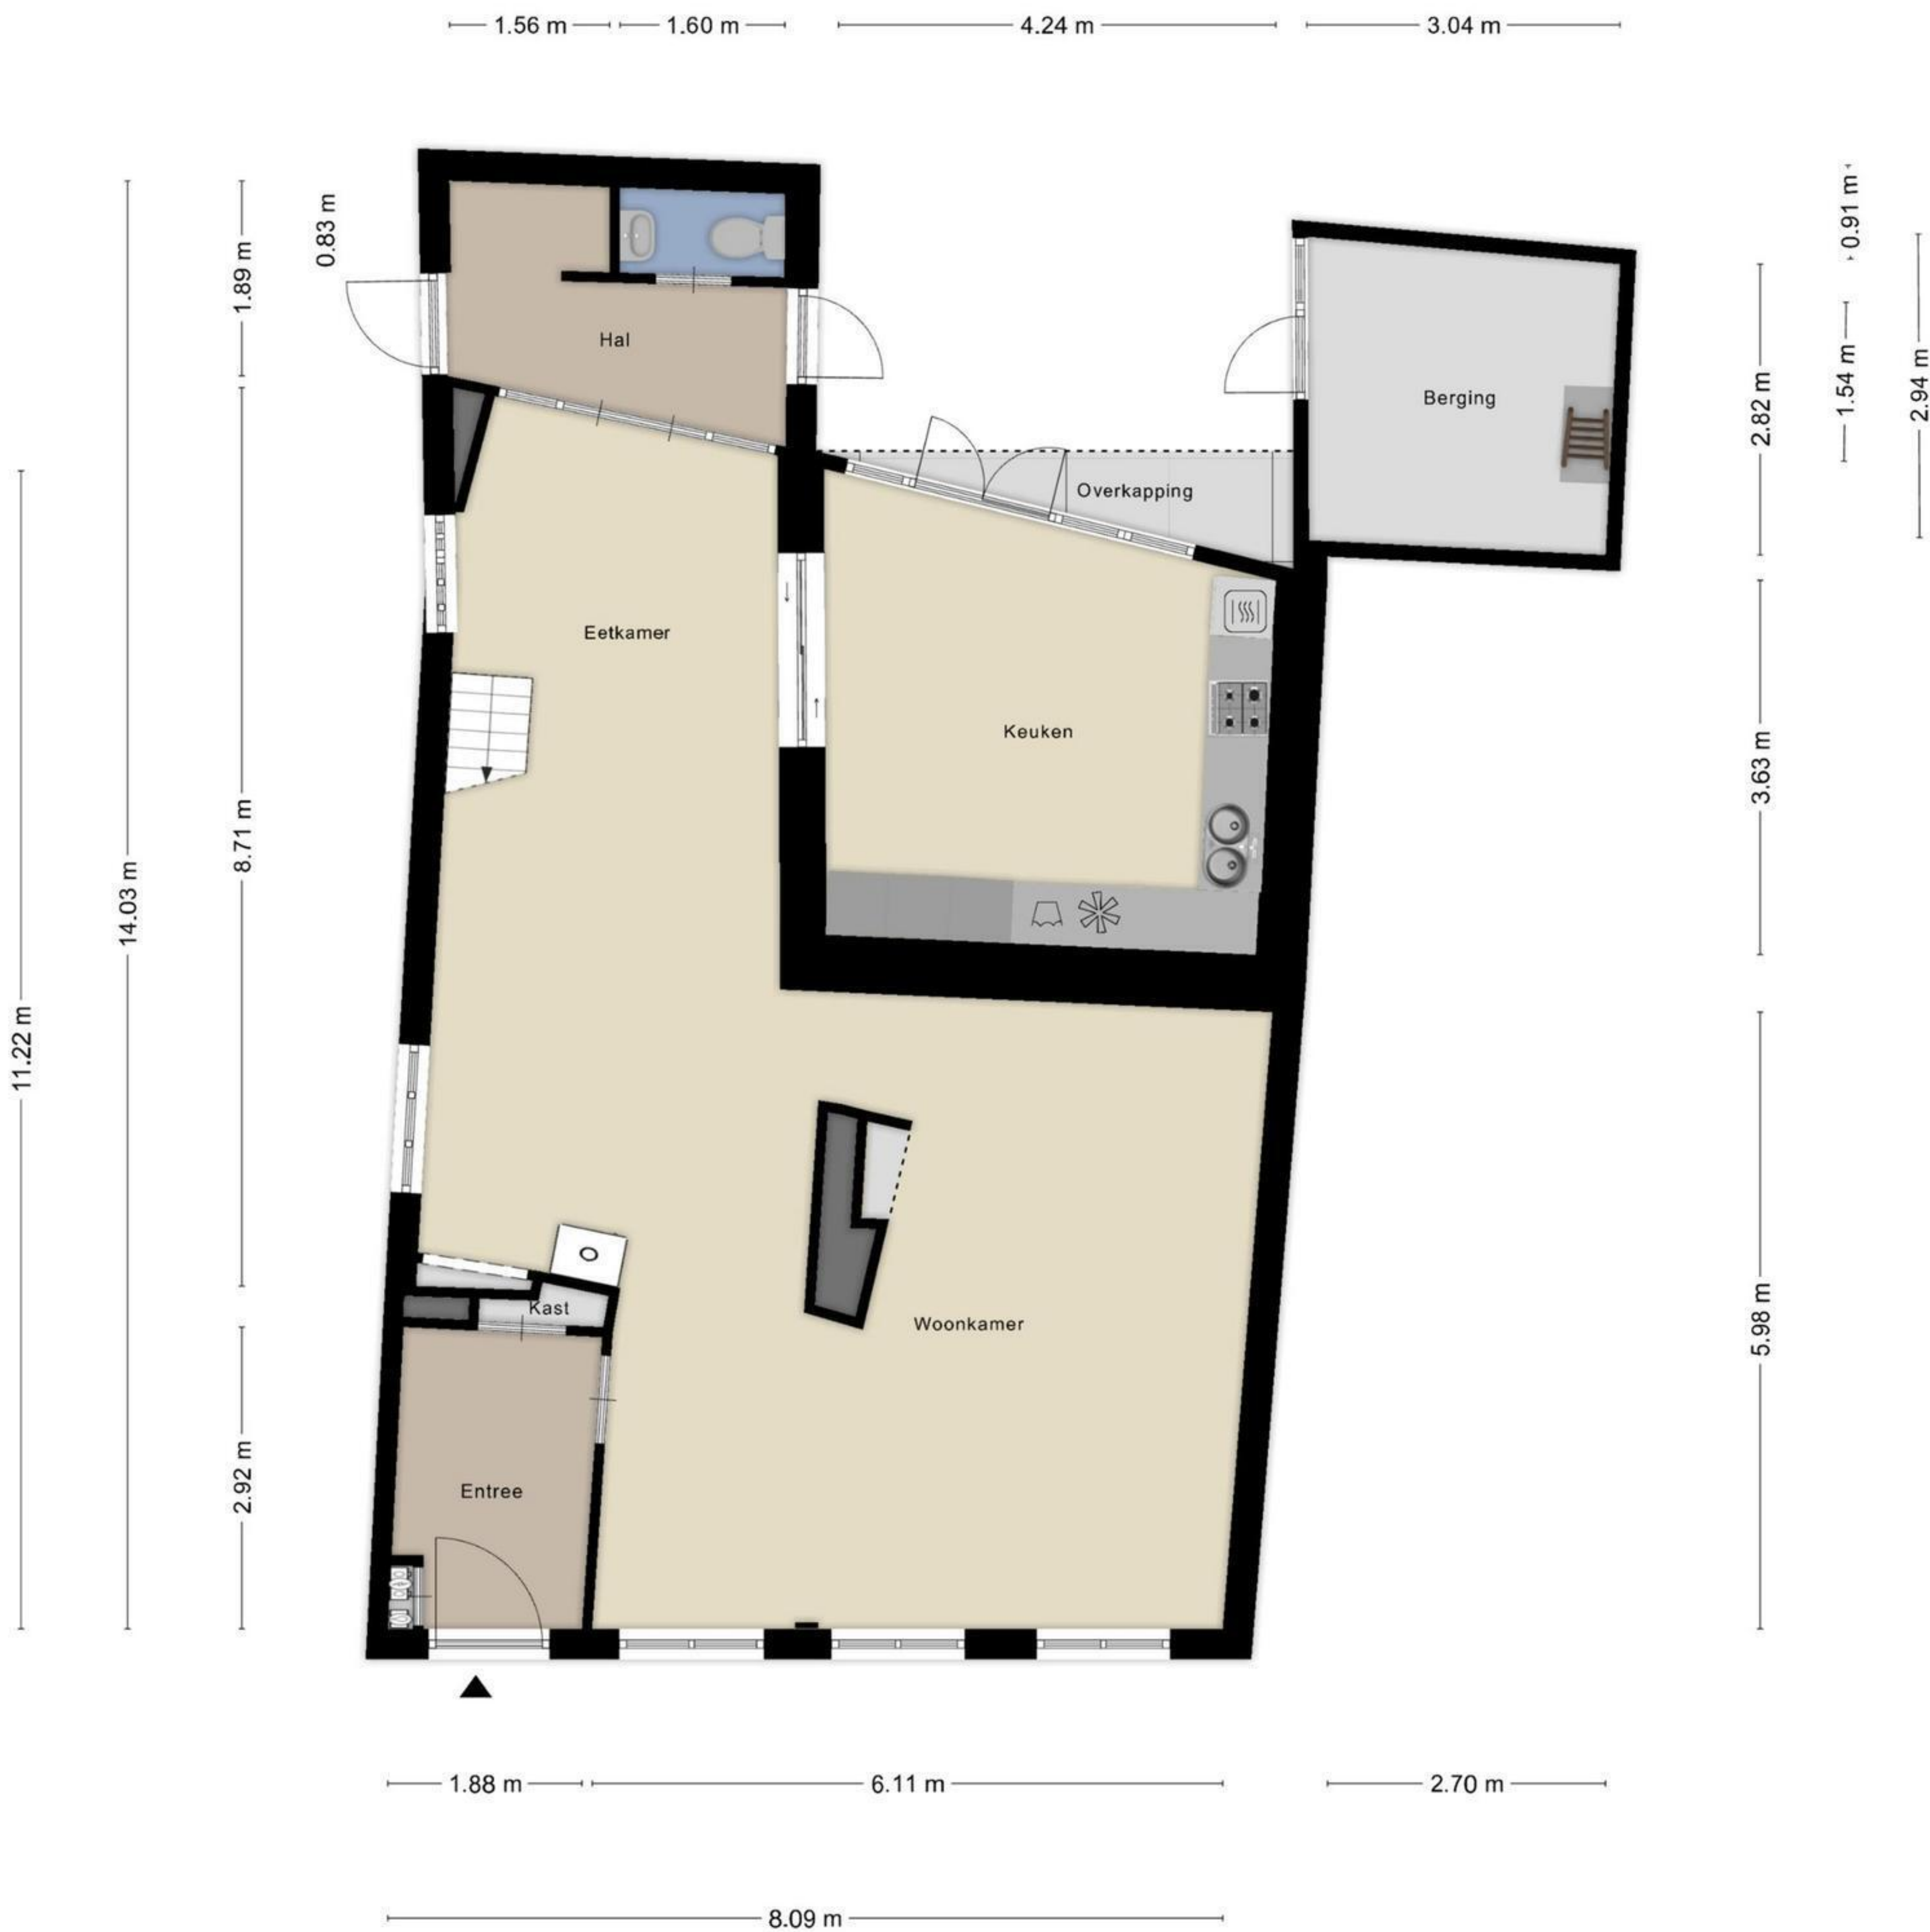 1.56 m
1.60 m
4.24 m
3.04 m
0.83 m
1.89 m
0.91 m
Hal
Berging
2.82 m
1.54 m
2.94 m
Overkapping
Eetkamer
Keuken
3.63 m
8.71 m
14.03 m
11.22 m
Kast
Woonkamer
5.98 m
Entree
2.92 m
1.88 m
6.11 m
2.70 m
8.09 m